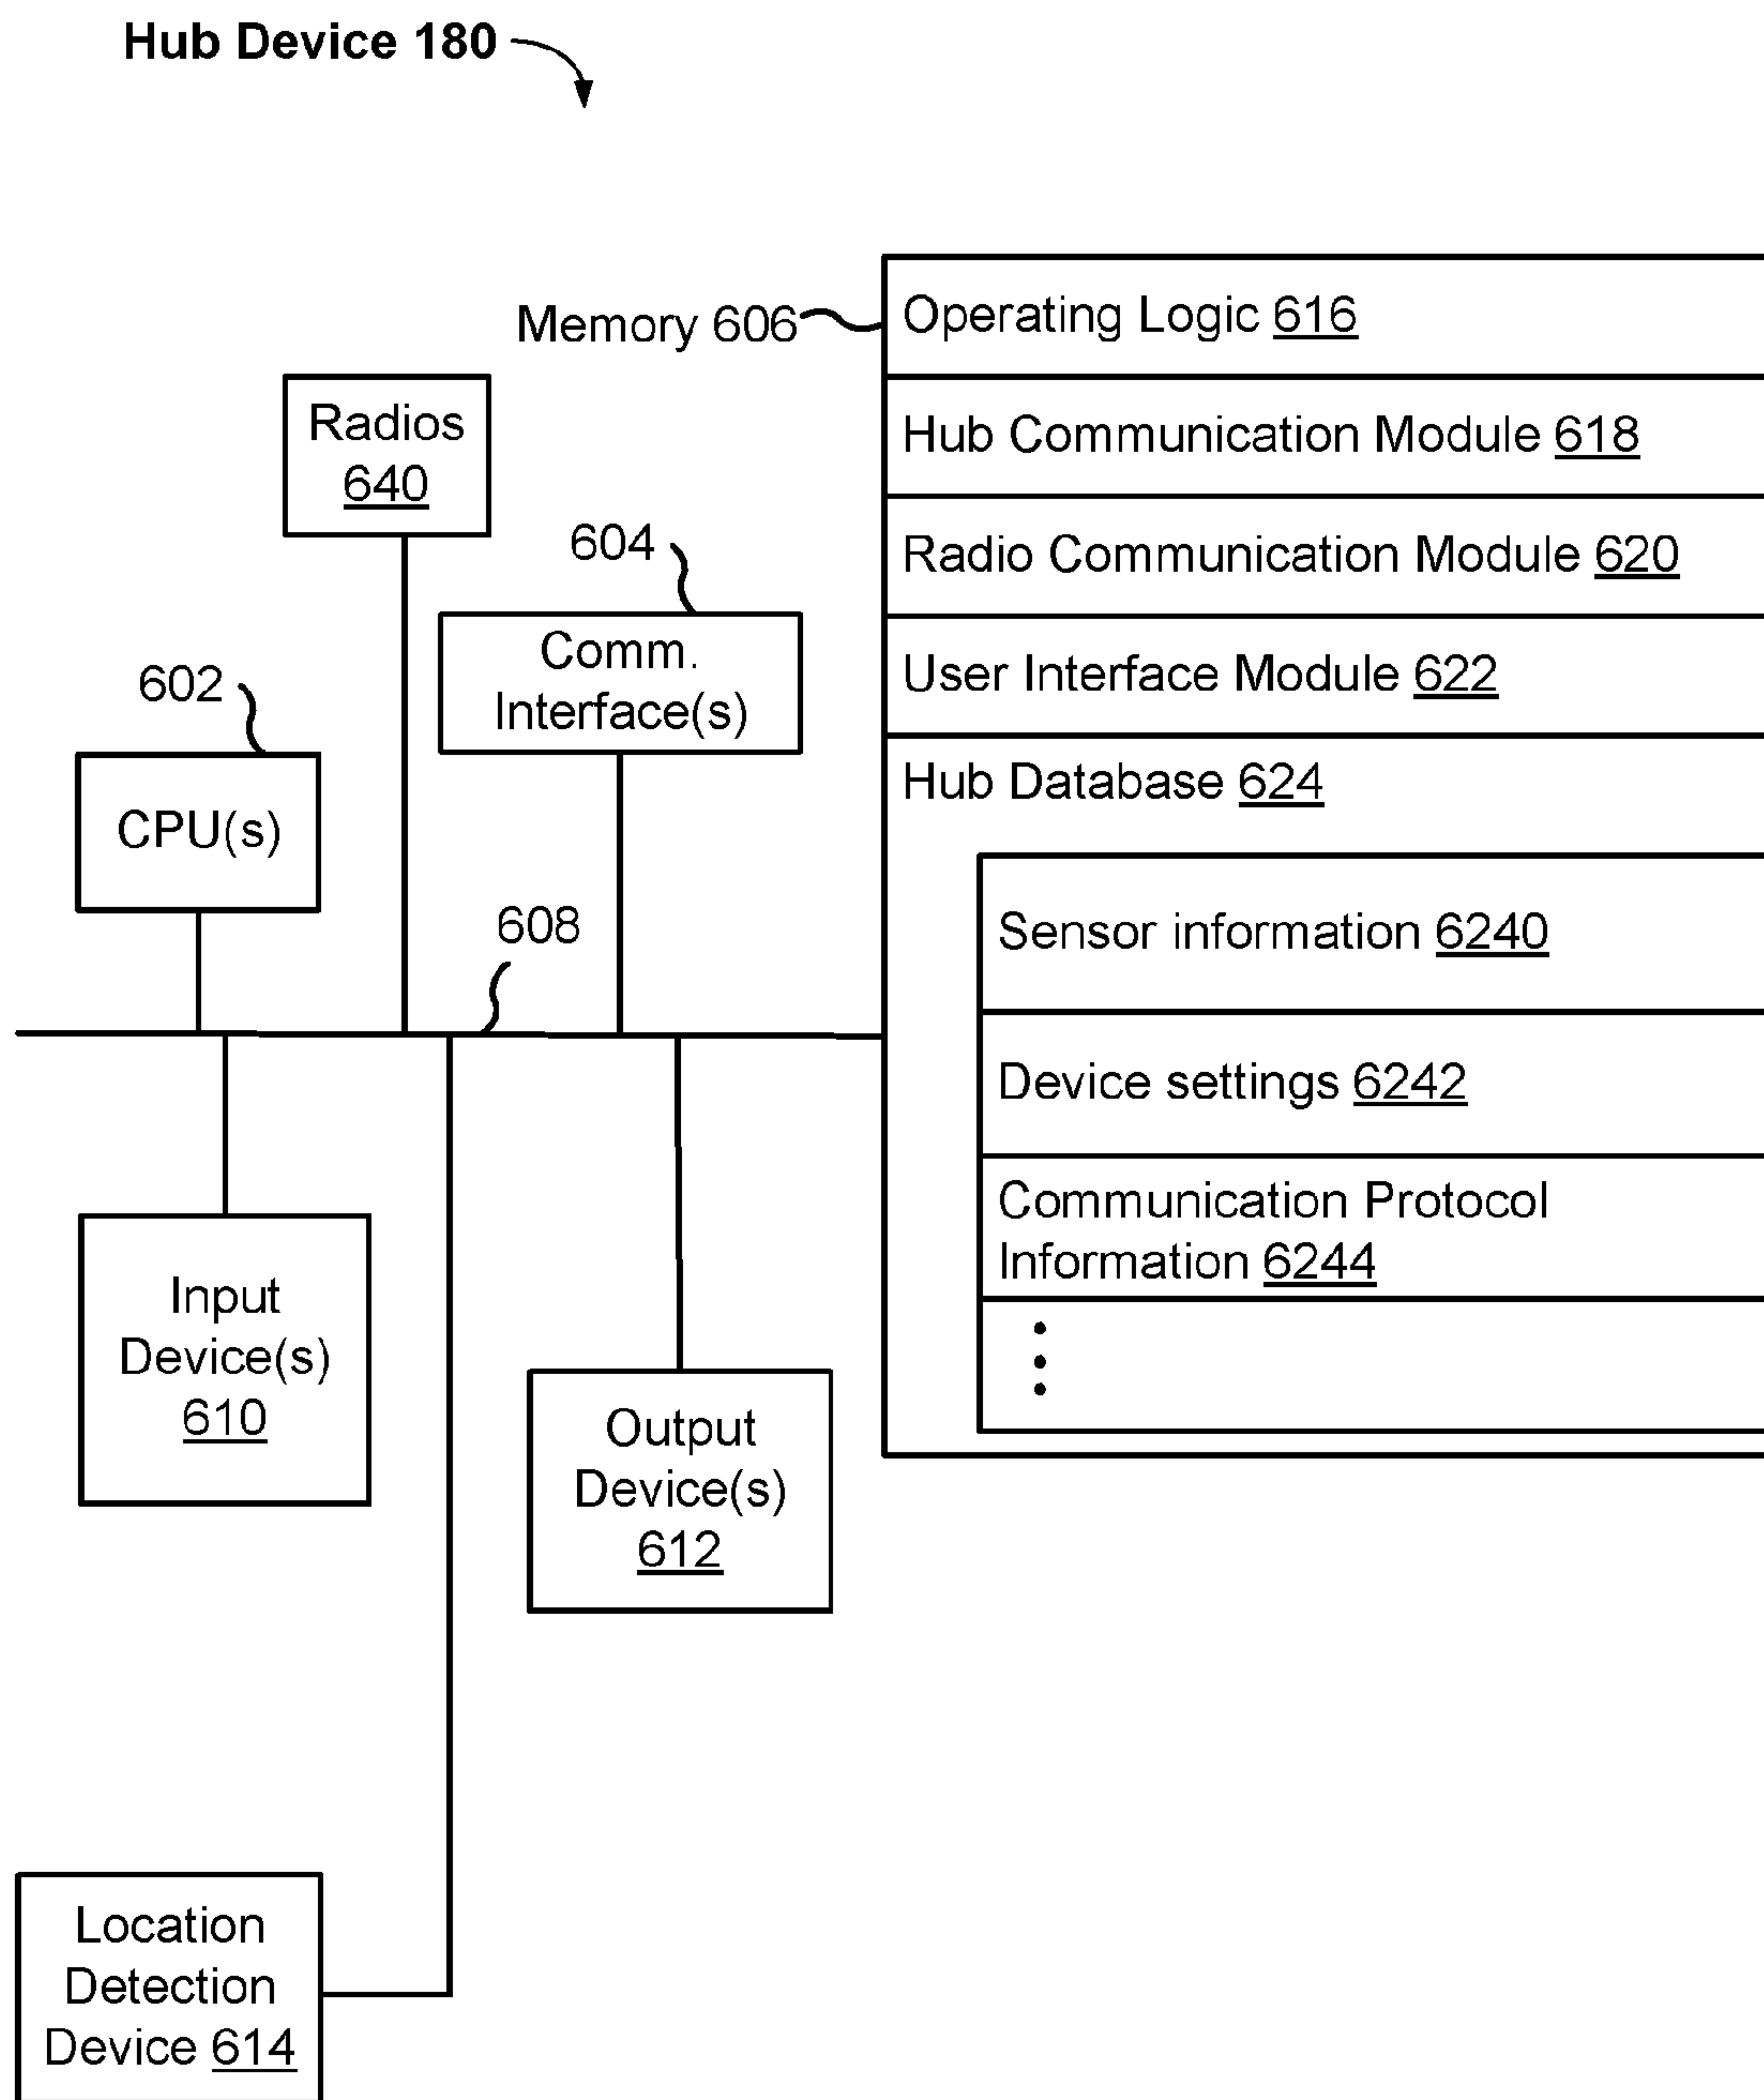 Hub Device 180
Memory 606
Operating Logic 616
Hub Communication Module 618
Radio Communication Module 620
User Interface Module 622
Hub Database 624
Sensor information 6240
Device settings 6242
Communication Protocol
Information 6244
Radios
640
604
Comm.
Interface(s)
602
CPU(s)
608
Input
Device(s)
610
Output
Device(s)
612
Location
Detection
Device 614